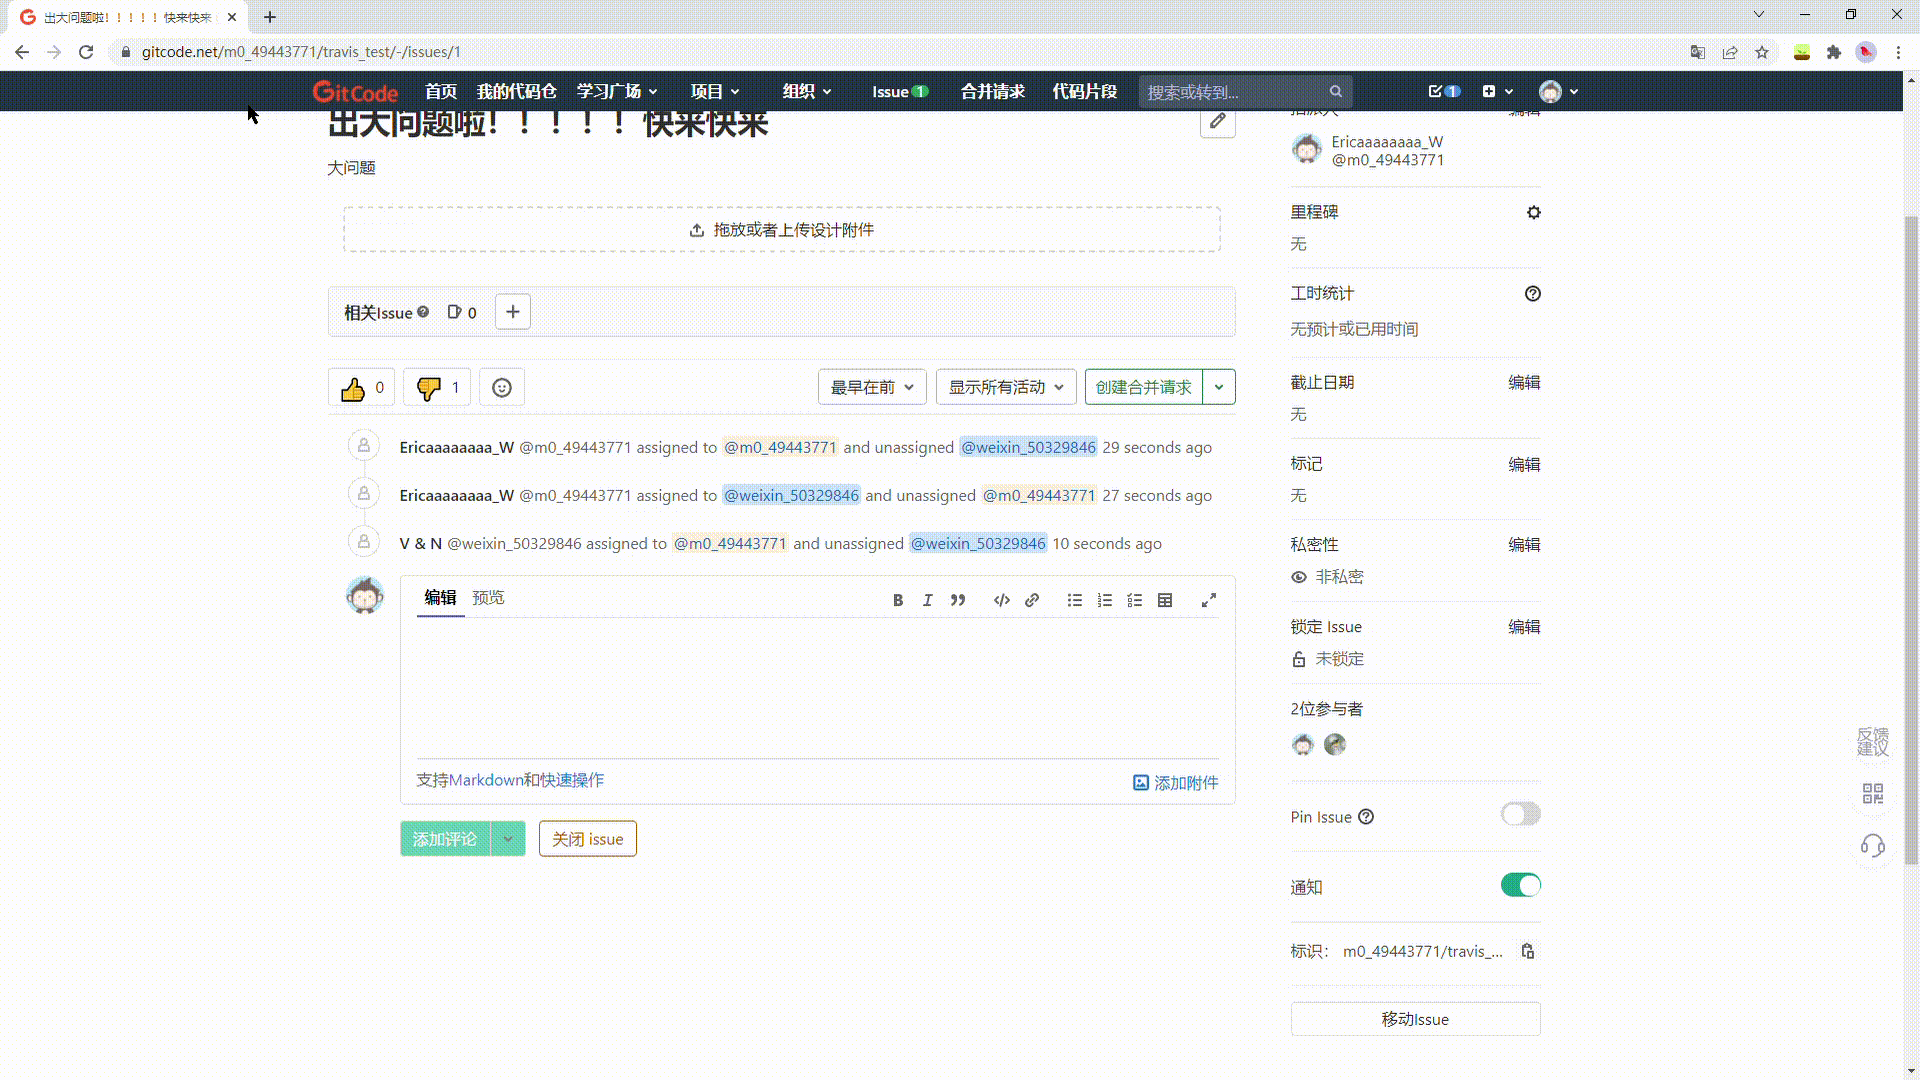 出大问题啦！！！！！快来快来
gitcode.net/m0_49443771/travis_test/-/issues/1
GitCode 首页 我的代码仓 学习广场 项目 组织 Issue 1 合并请求 代码片段 搜索或转到... 1
出大问题啦！！！！！快来快来
大问题
拖放或者上传设计附件
相关Issue 0
0 1 最早在前 显示所有活动 创建合并请求
Ericaaaaaaaa_W @m0_49443771 assigned to @m0_49443771 and unassigned @weixin_50329846 29 seconds ago
Ericaaaaaaaa_W @m0_49443771 assigned to @weixin_50329846 and unassigned @m0_49443771 27 seconds ago
V & N @weixin_50329846 assigned to @m0_49443771 and unassigned @weixin_50329846 10 seconds ago
编辑 预览
支持Markdown和快速操作 添加附件
添加评论 关闭 issue
指派人 编辑
Ericaaaaaaaa_W
@m0_49443771
里程碑
无
工时统计
无预计或已用时间
截止日期 编辑
无
标记 编辑
无
私密性 编辑
非私密
锁定 Issue 编辑
未锁定
2位参与者
Pin Issue
通知
标识： m0_49443771/travis_...
移动Issue
反馈
建议